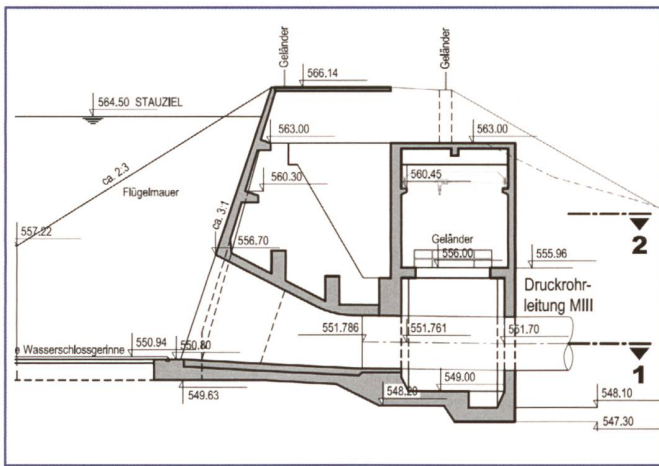 Geländer
Geländer
566.14
564.50 STAUZIEL
563.00
563.00
ca. 2:3
Flügelmauer
560.30
560.45
ca. 3:1
2
557.22
556.70
Geländer
556.00
555.96
Druckrohr-
leitung MIII
550.94
550.80
551.786
551.761
551.70
e Wasserschlossgerinne
1
549.63
549.00
548.20
548.10
547.30